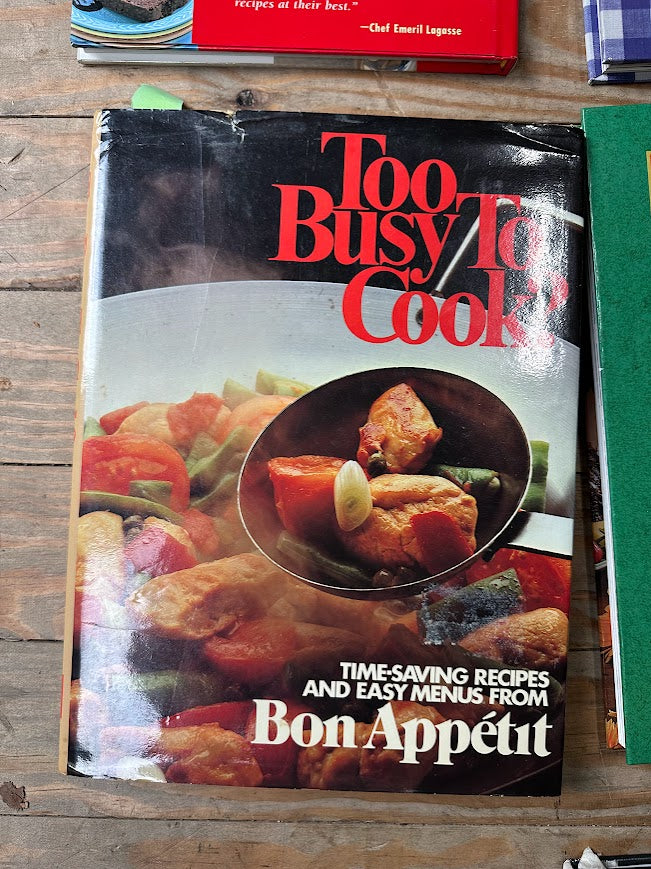 recipes at their best."
—Chef Emeril Lagasse
Too
Busy To
Cook?
TIME-SAVING RECIPES
AND EASY MENUS FROM
Bon Appétit